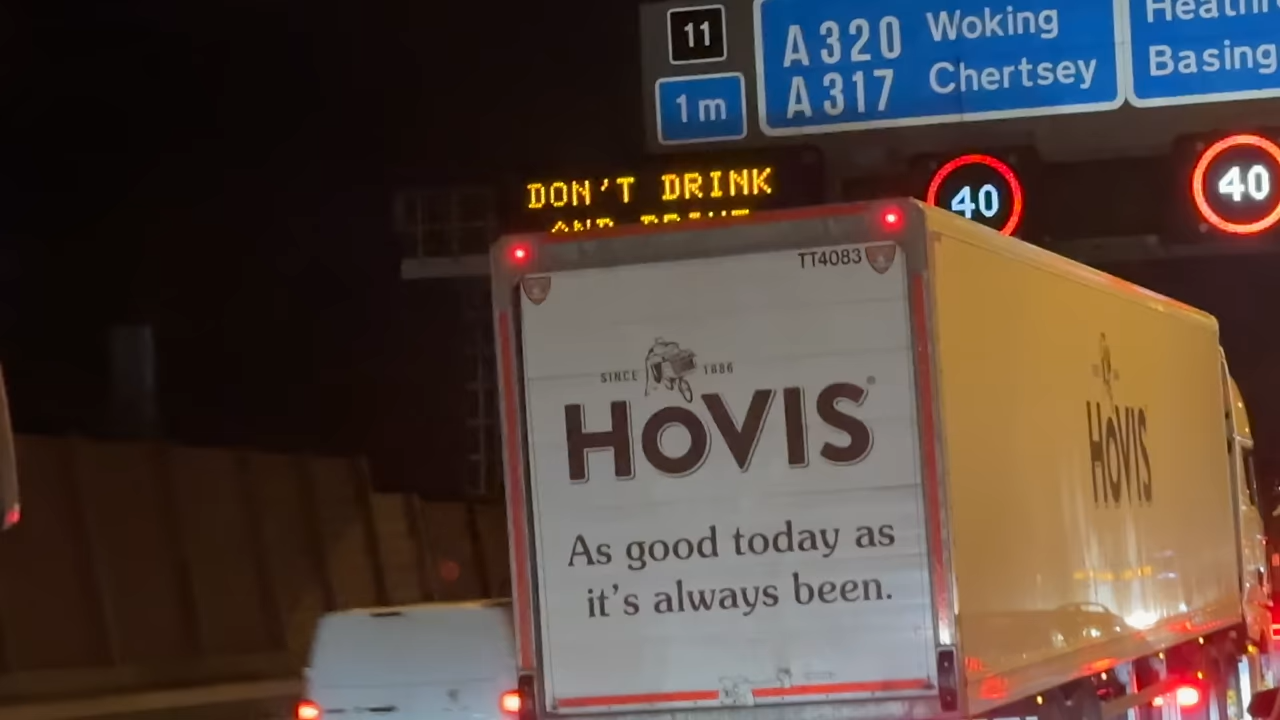 11
1m
A320 Woking
A317 Chertsey
Basing
DON'T DRINK
40
40
TT4083
SINCE 1886
HOVIS
As good today as
it's always been.
HOVIS